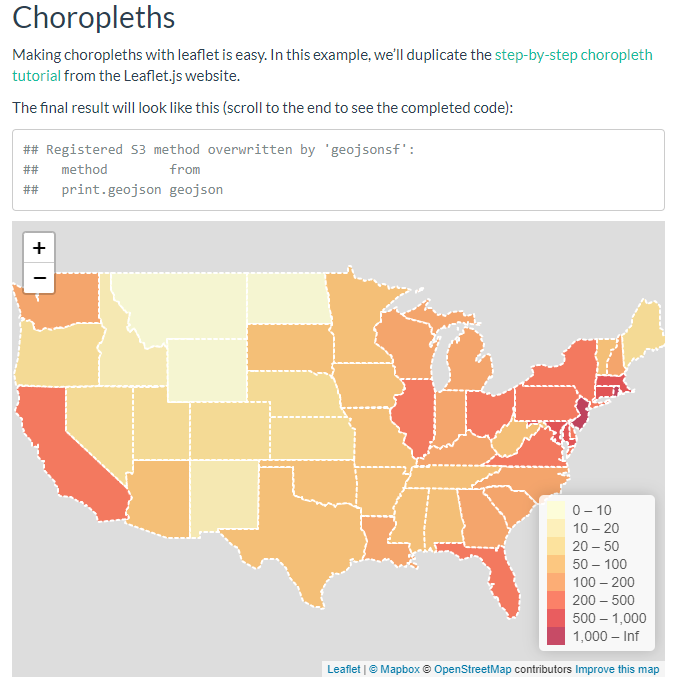 Choropleths
Making choropleths with leaflet is easy. In this example, we’ll duplicate the step-by-step choropleth
tutorial from the Leaflet.js website.
The final result will look like this (scroll to the end to see the completed code):
## Registered S3 method overwritten by 'geojsonsf':
##   method        from
##   print.geojson geojson
+
−
0 – 10
10 – 20
20 – 50
50 – 100
100 – 200
200 – 500
500 – 1,000
1,000 – Inf
Leaflet | © Mapbox © OpenStreetMap contributors Improve this map